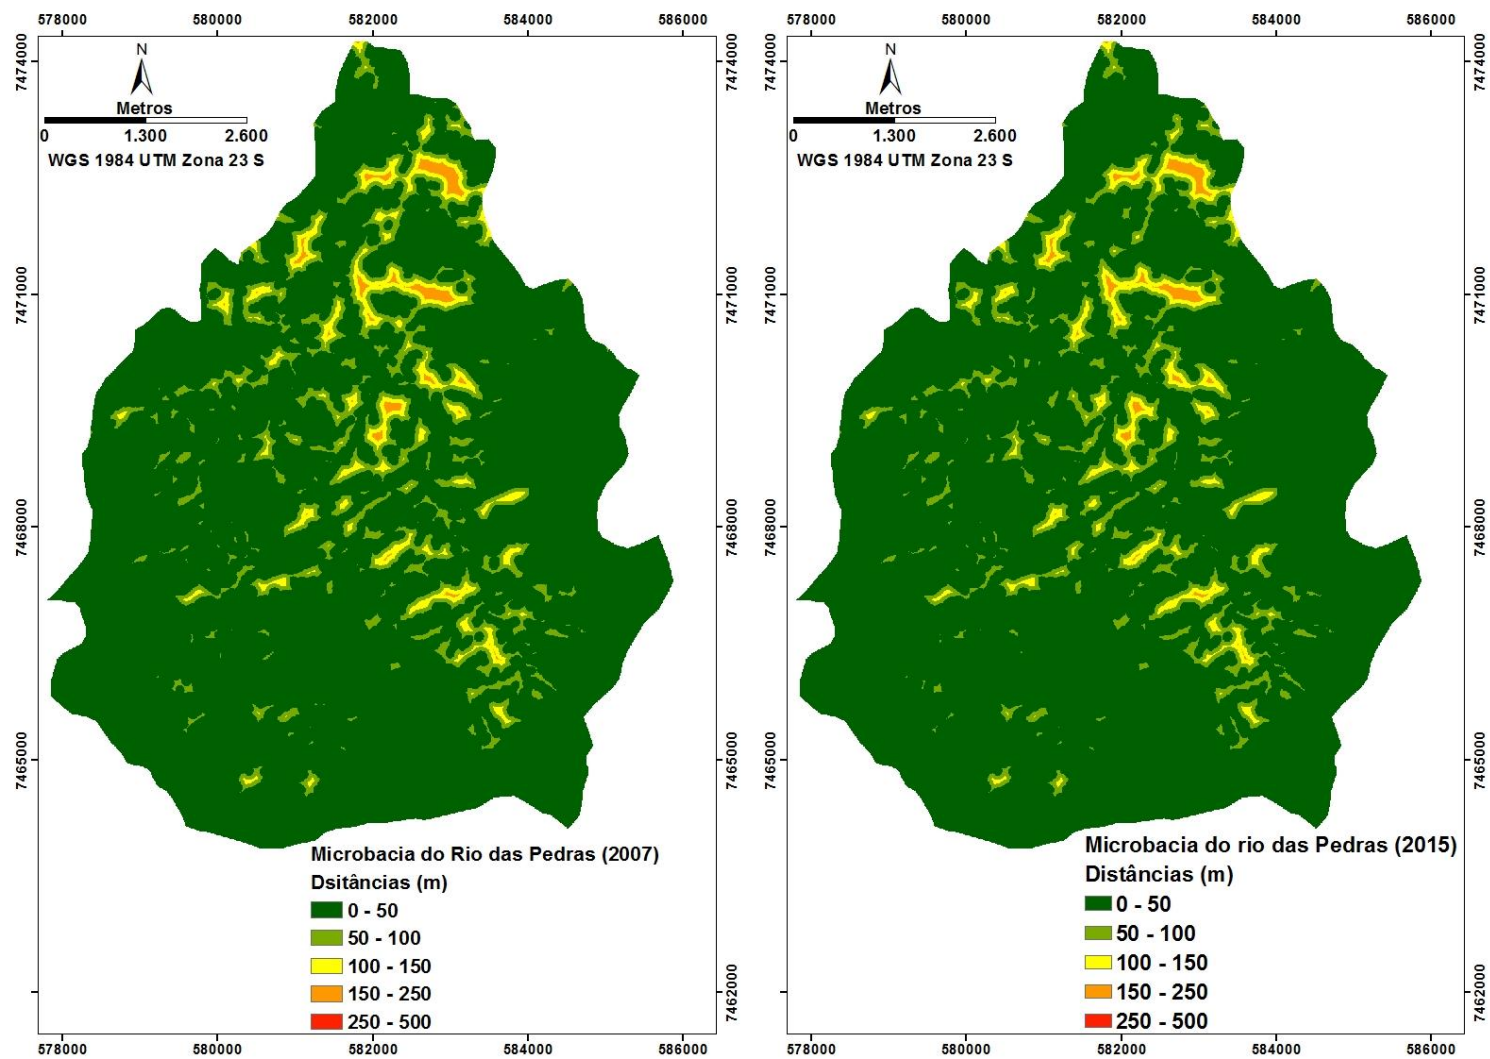 578000 580000 582000 584000 586000
N
Metros
0 1.300 2.600
WGS 1984 UTM Zona 23 S
7474000
7471000
7468000
7465000
7462000
7474000
7471000
7468000
7465000
7462000
Microbacia do Rio das Pedras (2007)
Dsitâncias (m)
0 - 50
50 - 100
100 - 150
150 - 250
250 - 500
578000 580000 582000 584000 586000
578000 580000 582000 584000 586000
N
Metros
0 1.300 2.600
WGS 1984 UTM Zona 23 S
7474000
7471000
7468000
7465000
7462000
7474000
7471000
7468000
7465000
7462000
Microbacia do rio das Pedras (2015)
Distâncias (m)
0 - 50
50 - 100
100 - 150
150 - 250
250 - 500
578000 580000 582000 584000 586000